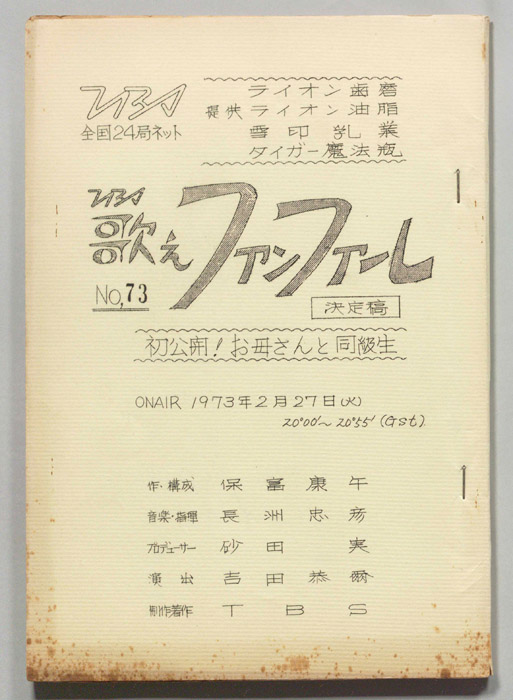 TBS
全国24局ネット
ライオン歯磨
提供 ライオン油脂
雪印乳業
タイガー魔法瓶
TBS
歌え ファンファーレ
No.73
決定稿
初公開！お母さんと同級生
ONAIR 1973年2月27日(火)
20°00'～20°55' (GSt)
作・構成 保富康午
音楽・指揮 長洲忠彦
プロデューサー 砂田実
演出 吉田恭爾
制作著作 TBS